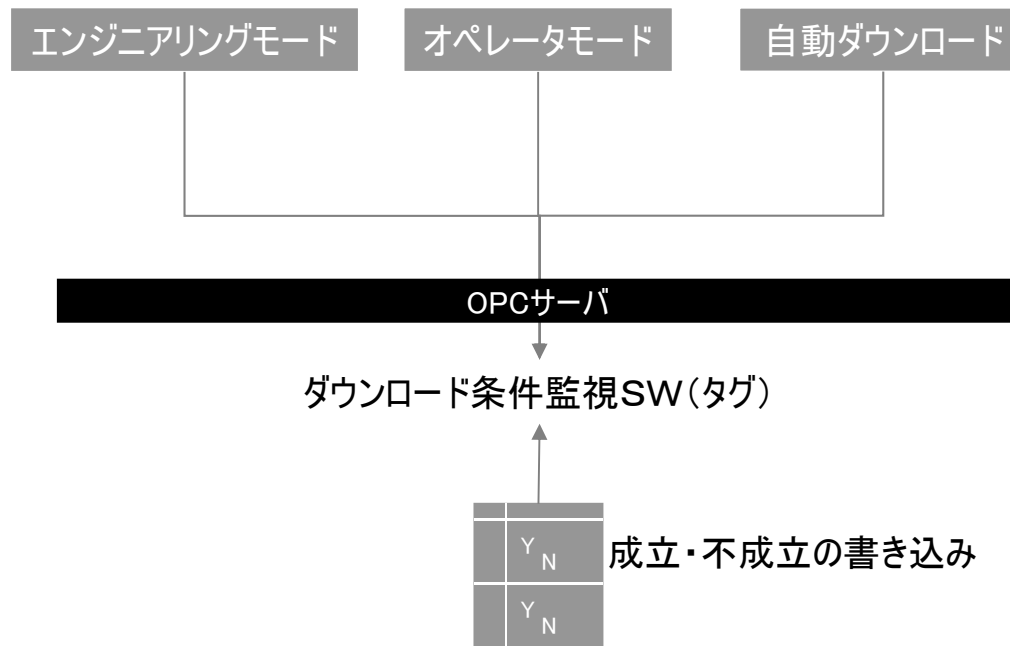 エンジニアリングモード
オペレータモード
自動ダウンロード
OPCサーバ
ダウンロード条件監視SW(タグ)
Y
N
成立・不成立の書き込み
Y
N